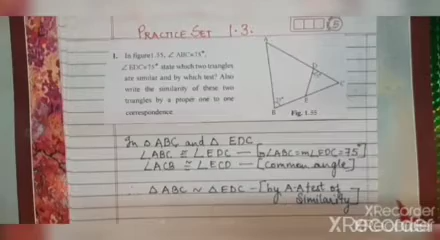 PRACTICE SET 1.3.
5
1. In figure 1.55, ∠ ABC=75°,
∠ EDC=75° state which two triangles
are similar and by which test? Also
write the similarity of these two
triangles by a proper one to one
correspondence.
A
D
C
B
Fig. 1.55
In △ ABC and △ EDC
∠ABC ≅ ∠EDC — [m∠ABC=m∠EDC=75°]
∠ACB ≅ ∠ECD — [common angle]
△ ABC ~ △ EDC - [by A-A test of
Similarity]
XRecorder
XRecorder